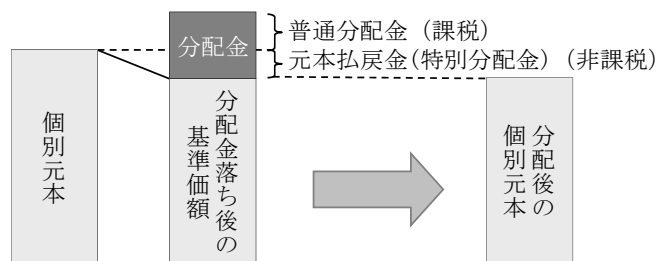 普通分配金（課税）
分配金
元本払戻金(特別分配金)（非課税）
個別元本
分配金落ち後の
基準価額
分配後の
個別元本